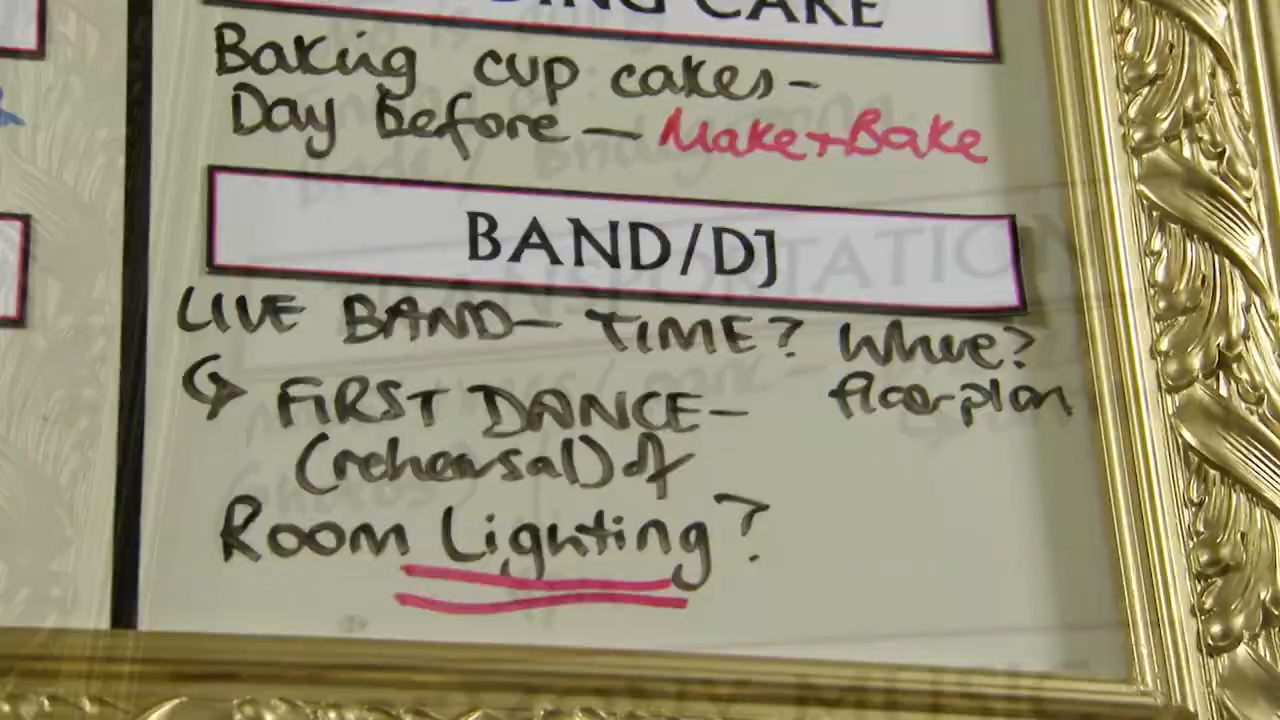 CAKE
Baking cup cakes -
Day Before - Make + Bake
BAND/DJ
LIVE BAND - TIME? Where?
floorplan
FIRST DANCE -
(rehearsal)
Room Lighting?